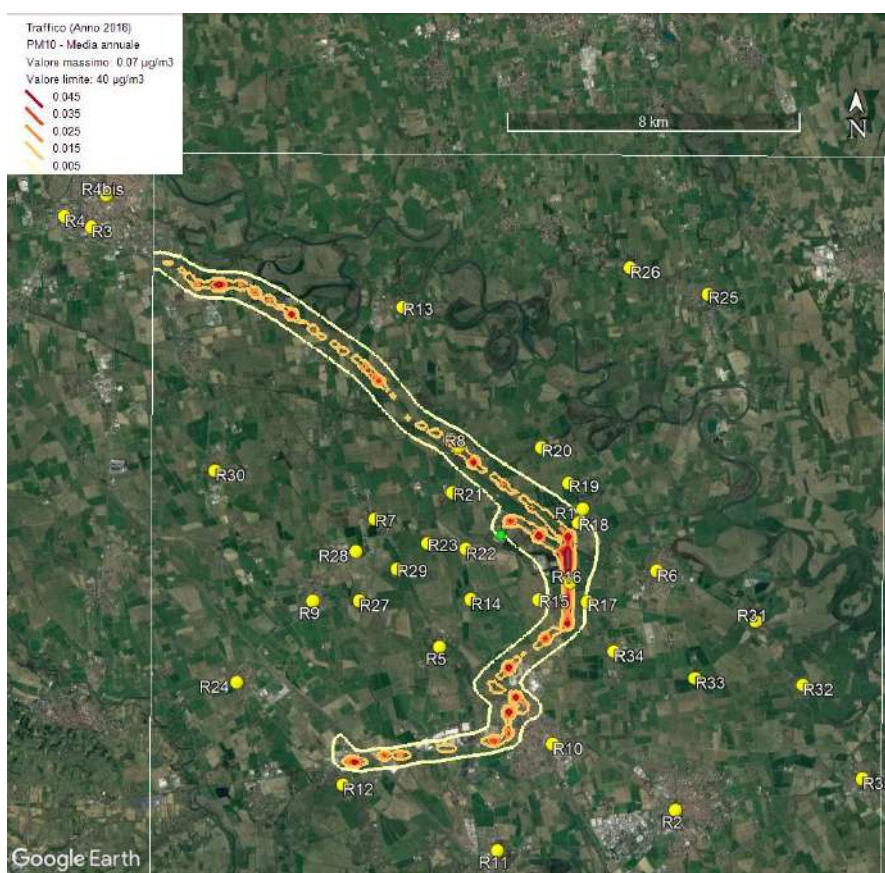 Traffico (Anno 2016)
PM10 - Media annuale
Valore massimo: 0.07 µg/m3
Valore limite: 40 µg/m3
0.045
0.035
0.025
0.015
0.005
8 km
N
R4bis
R4
R3
R26
R25
R13
R8
R20
R30
R21
R19
R1
R7
R18
R23
R22
R28
R29
R16
R6
R9
R27
R14
R15
R17
R31
R5
R34
R24
R33
R32
R10
R12
R2
R11
Google Earth